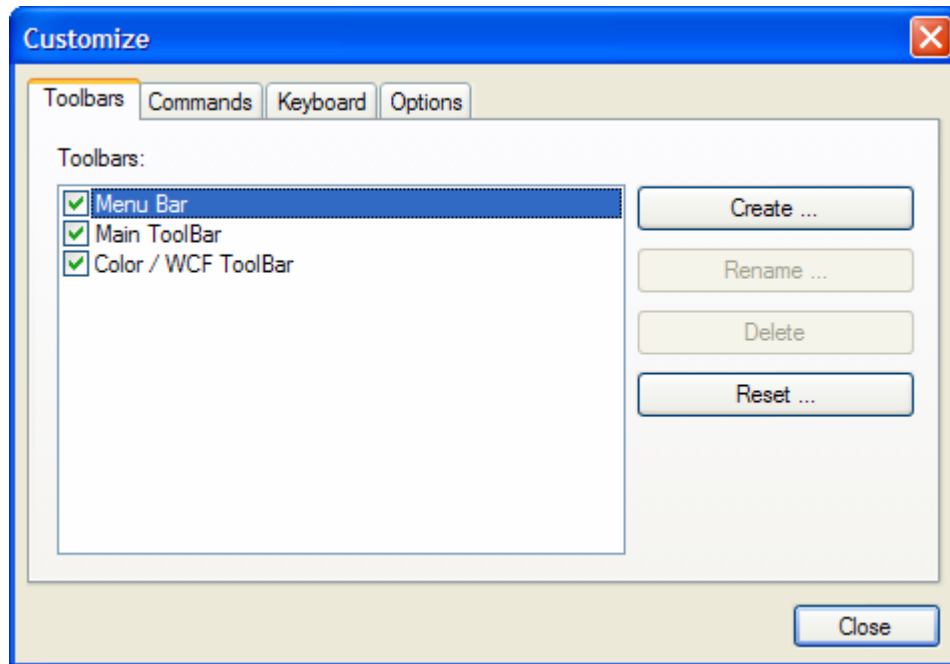 Customize
Toolbars Commands Keyboard Options
Toolbars:
Menu Bar
Main ToolBar
Color / WCF ToolBar
Create ...
Rename ...
Delete
Reset ...
Close